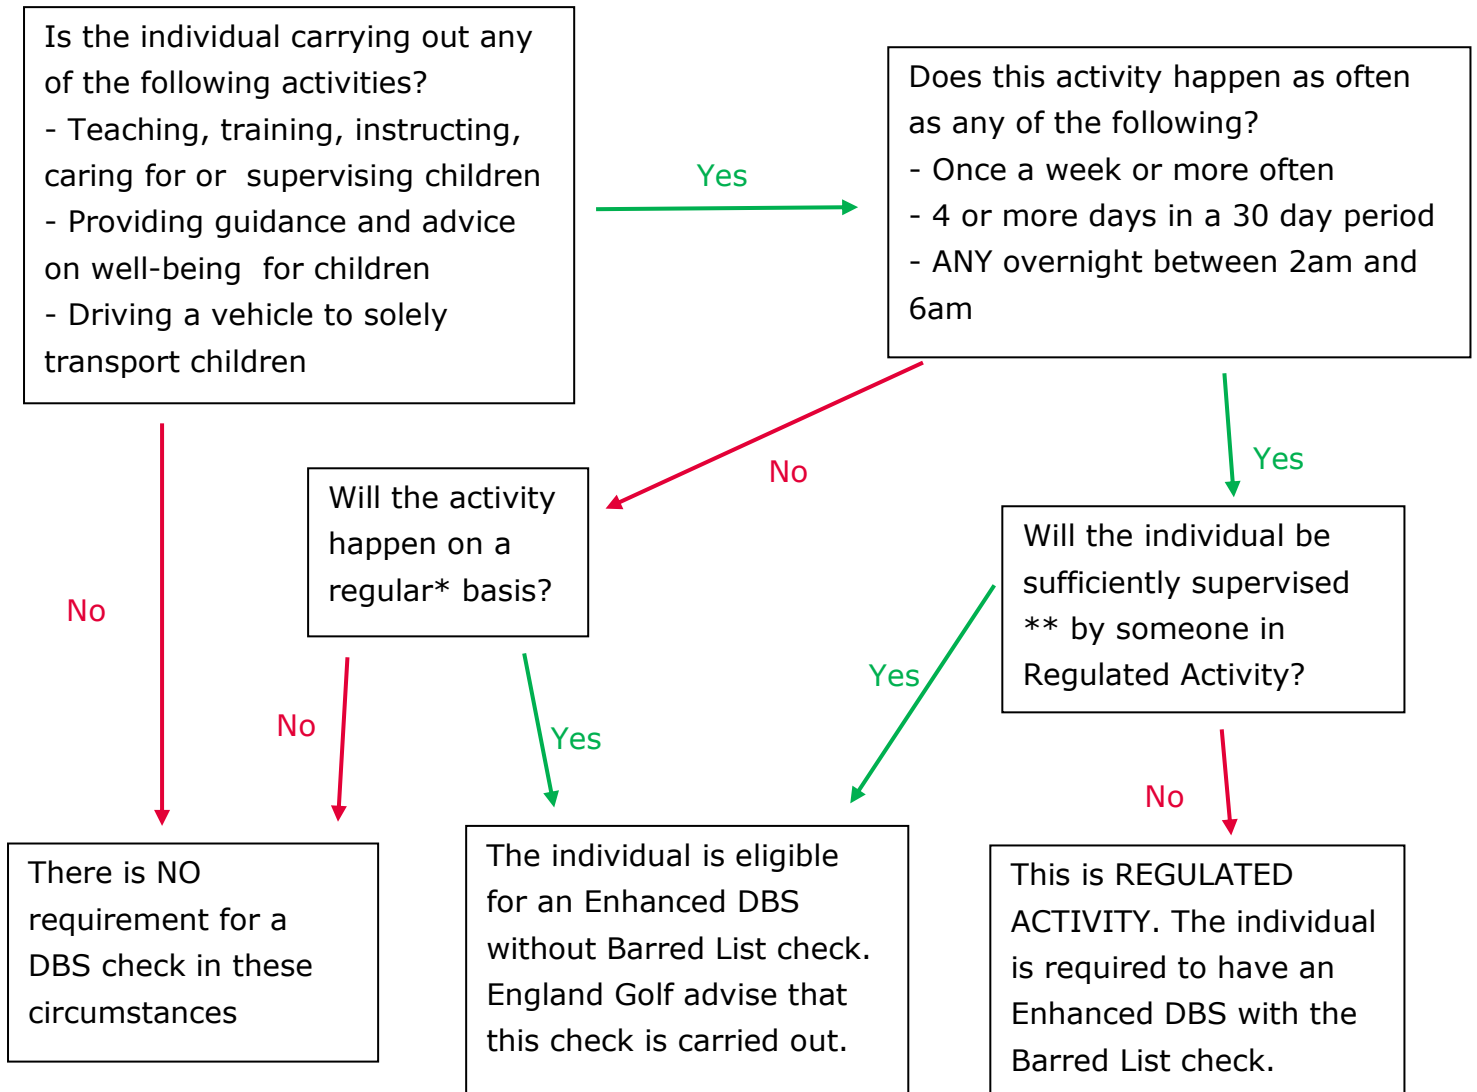 Is the individual carrying out any
of the following activities?
- Teaching, training, instructing,
caring for or supervising children
- Providing guidance and advice
on well-being for children
- Driving a vehicle to solely
transport children
Yes
Does this activity happen as often
as any of the following?
- Once a week or more often
- 4 or more days in a 30 day period
- ANY overnight between 2am and
6am
No
Yes
Will the activity
happen on a
regular* basis?
Will the individual be
sufficiently supervised
** by someone in
Regulated Activity?
No
No
Yes
Yes
No
There is NO
requirement for a
DBS check in these
circumstances
The individual is eligible
for an Enhanced DBS
without Barred List check.
England Golf advise that
this check is carried out.
This is REGULATED
ACTIVITY. The individual
is required to have an
Enhanced DBS with the
Barred List check.